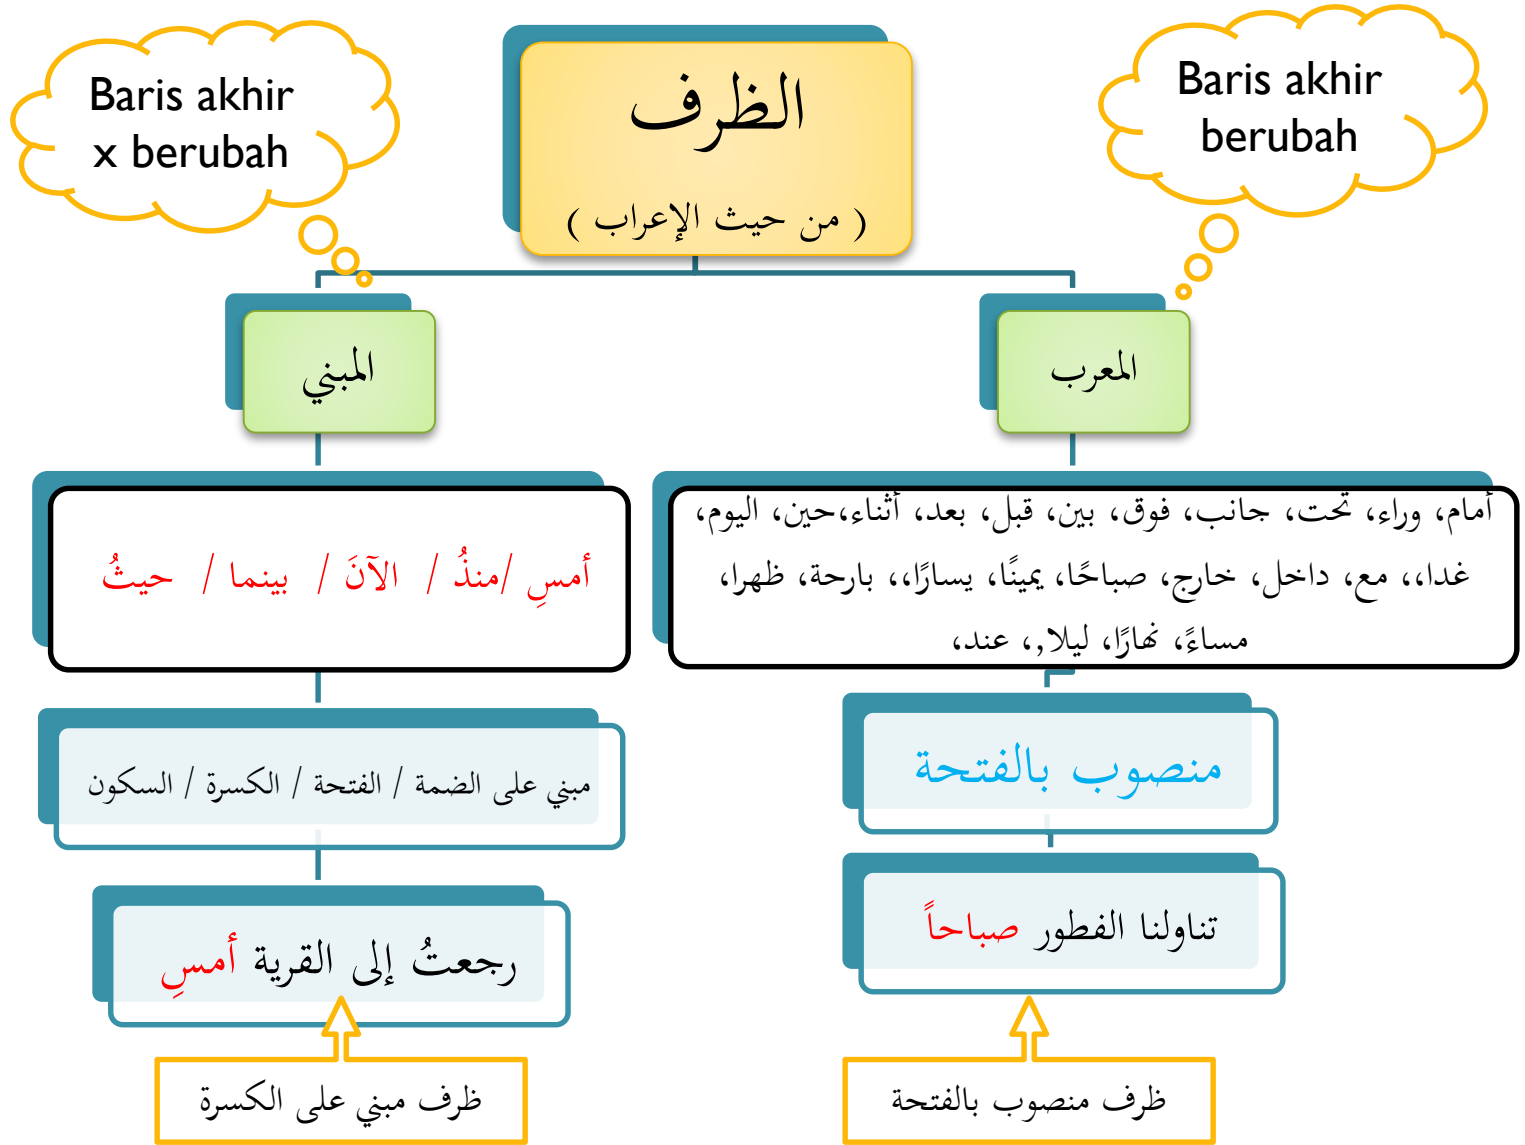 الظرف
( من حيث الإعراب )
Baris akhir
berubah
Baris akhir
x berubah
المعرب
أمام، وراء، تحت، جانب، فوق، بين، قبل، بعد، أثناء،حين، اليوم،
غدا،، مع، داخل، خارج، صباحًا، يمينًا، يسارًا،، بارحة، ظهرا،
مساءً، نهارًا، ليلا,، عند،
منصوب بالفتحة
تناولنا الفطور صباحاً
ظرف منصوب بالفتحة
المبني
أمسِ /منذُ / الآنَ / بينما / حيثُ
مبني على الضمة / الفتحة / الكسرة / السكون
رجعتُ إلى القرية أمسِ
ظرف مبني على الكسرة